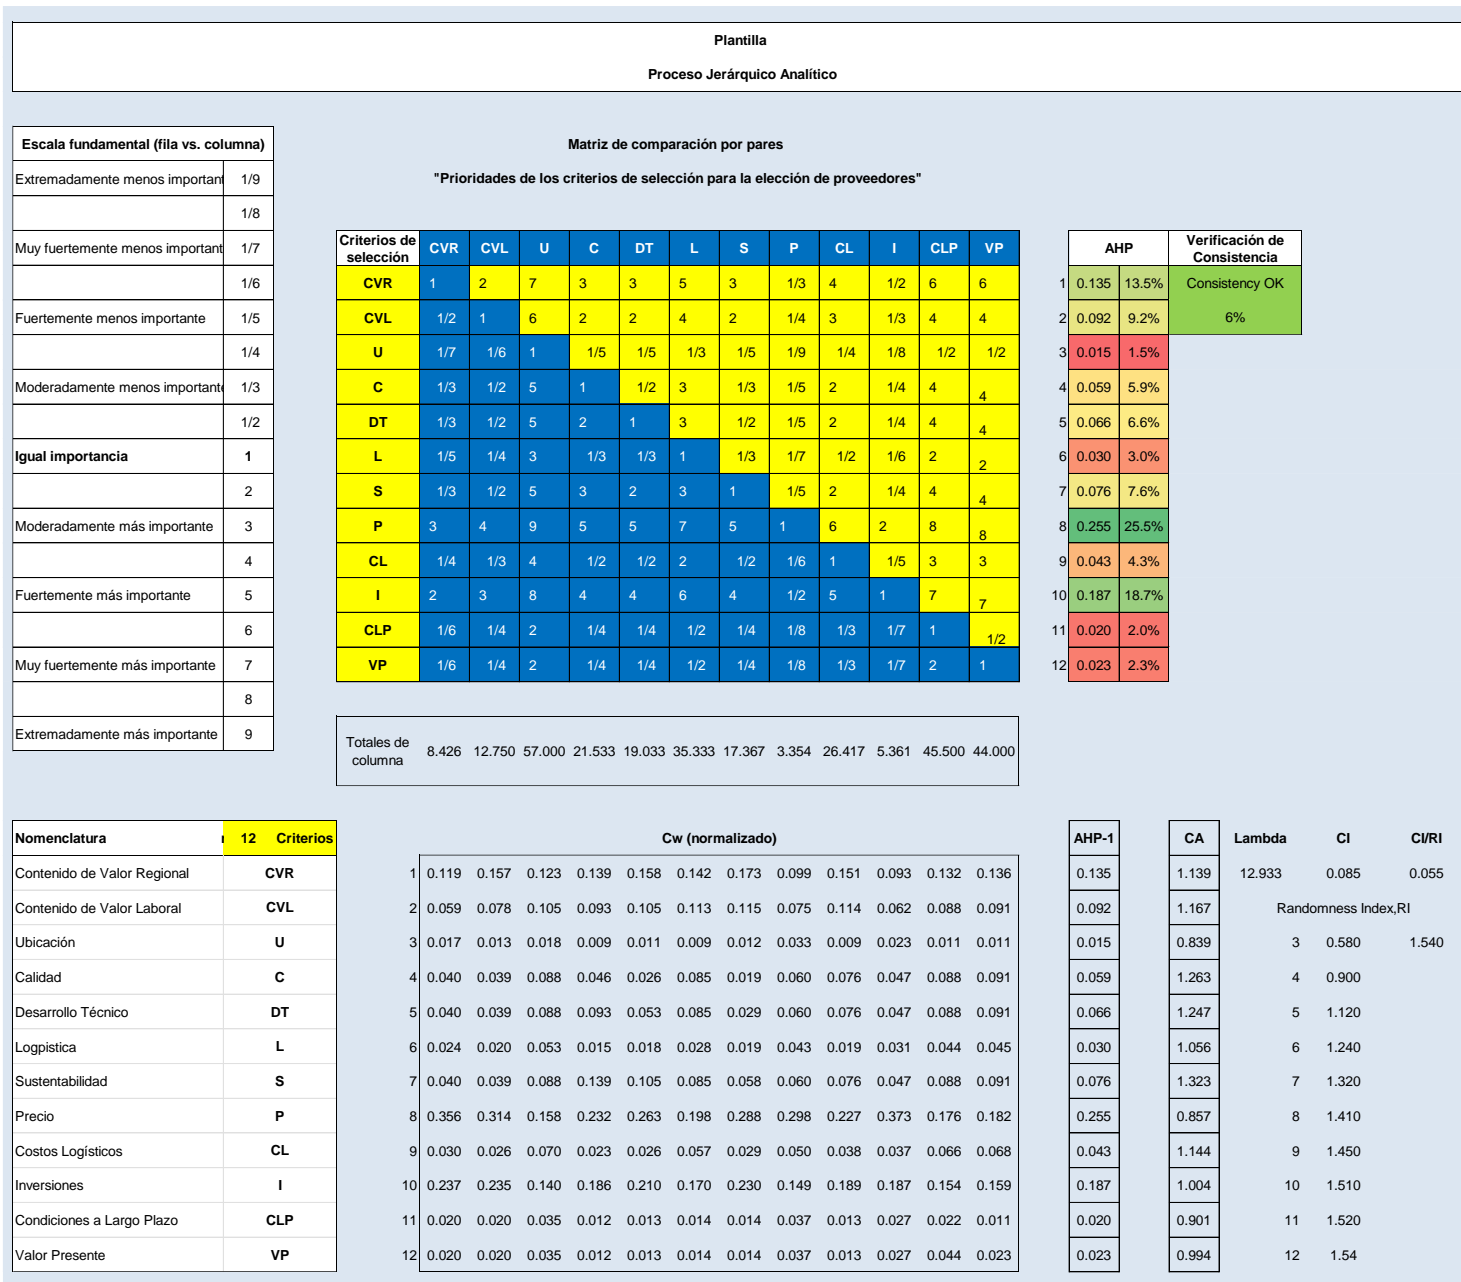 Plantilla
Proceso Jerárquico Analítico
Escala fundamental (fila vs. columna)
Extremadamente menos important 1/9
1/8
Muy fuertemente menos important 1/7
1/6
Fuertemente menos importante 1/5
1/4
Moderadamente menos importante 1/3
1/2
Igual importancia 1
2
Moderadamente más importante 3
4
Fuertemente más importante 5
6
Muy fuertemente más importante 7
8
Extremadamente más importante 9
Matriz de comparación por pares
"Prioridades de los criterios de selección para la elección de proveedores"
Criterios de selección CVR CVL U C DT L S P CL I CLP VP
CVR 1 2 7 3 3 5 3 1/3 4 1/2 6 6
CVL 1/2 1 6 2 2 4 2 1/4 3 1/3 4 4
U 1/7 1/6 1 1/5 1/5 1/3 1/5 1/9 1/4 1/8 1/2 1/2
C 1/3 1/2 5 1 1/2 3 1/3 1/5 2 1/4 4 4
DT 1/3 1/2 5 2 1 3 1/2 1/5 2 1/4 4 4
L 1/5 1/4 3 1/3 1/3 1 1/3 1/7 1/2 1/6 2 2
S 1/3 1/2 5 3 2 3 1 1/5 2 1/4 4 4
P 3 4 9 5 5 7 5 1 6 2 8 8
CL 1/4 1/3 4 1/2 1/2 2 1/2 1/6 1 1/5 3 3
I 2 3 8 4 4 6 4 1/2 5 1 7 7
CLP 1/6 1/4 2 1/4 1/4 1/2 1/4 1/8 1/3 1/7 1 1/2
VP 1/6 1/4 2 1/4 1/4 1/2 1/4 1/8 1/3 1/7 2 1
Totales de columna 8.426 12.750 57.000 21.533 19.033 35.333 17.367 3.354 26.417 5.361 45.500 44.000
AHP
Verificación de Consistencia
1 0.135 13.5% Consistency OK
2 0.092 9.2% 6%
3 0.015 1.5%
4 0.059 5.9%
5 0.066 6.6%
6 0.030 3.0%
7 0.076 7.6%
8 0.255 25.5%
9 0.043 4.3%
10 0.187 18.7%
11 0.020 2.0%
12 0.023 2.3%
Nomenclatura 12 Criterios
Contenido de Valor Regional CVR
Contenido de Valor Laboral CVL
Ubicación U
Calidad C
Desarrollo Técnico DT
Logpistica L
Sustentabilidad S
Precio P
Costos Logísticos CL
Inversiones I
Condiciones a Largo Plazo CLP
Valor Presente VP
Cw (normalizado)
1 0.119 0.157 0.123 0.139 0.158 0.142 0.173 0.099 0.151 0.093 0.132 0.136
2 0.059 0.078 0.105 0.093 0.105 0.113 0.115 0.075 0.114 0.062 0.088 0.091
3 0.017 0.013 0.018 0.009 0.011 0.009 0.012 0.033 0.009 0.023 0.011 0.011
4 0.040 0.039 0.088 0.046 0.026 0.085 0.019 0.060 0.076 0.047 0.088 0.091
5 0.040 0.039 0.088 0.093 0.053 0.085 0.029 0.060 0.076 0.047 0.088 0.091
6 0.024 0.020 0.053 0.015 0.018 0.028 0.019 0.043 0.019 0.031 0.044 0.045
7 0.040 0.039 0.088 0.139 0.105 0.085 0.058 0.060 0.076 0.047 0.088 0.091
8 0.356 0.314 0.158 0.232 0.263 0.198 0.288 0.298 0.227 0.373 0.176 0.182
9 0.030 0.026 0.070 0.023 0.026 0.057 0.029 0.050 0.038 0.037 0.066 0.068
10 0.237 0.235 0.140 0.186 0.210 0.170 0.230 0.149 0.189 0.187 0.154 0.159
11 0.020 0.020 0.035 0.012 0.013 0.014 0.014 0.037 0.013 0.027 0.022 0.011
12 0.020 0.020 0.035 0.012 0.013 0.014 0.014 0.037 0.013 0.027 0.044 0.023
AHP-1
0.135
0.092
0.015
0.059
0.066
0.030
0.076
0.255
0.043
0.187
0.020
0.023
CA
1.139
1.167
0.839
1.263
1.247
1.056
1.323
0.857
1.144
1.004
0.901
0.994
Lambda CI CI/RI
12.933 0.085 0.055
Randomness Index,RI
3 0.580 1.540
4 0.900
5 1.120
6 1.240
7 1.320
8 1.410
9 1.450
10 1.510
11 1.520
12 1.54